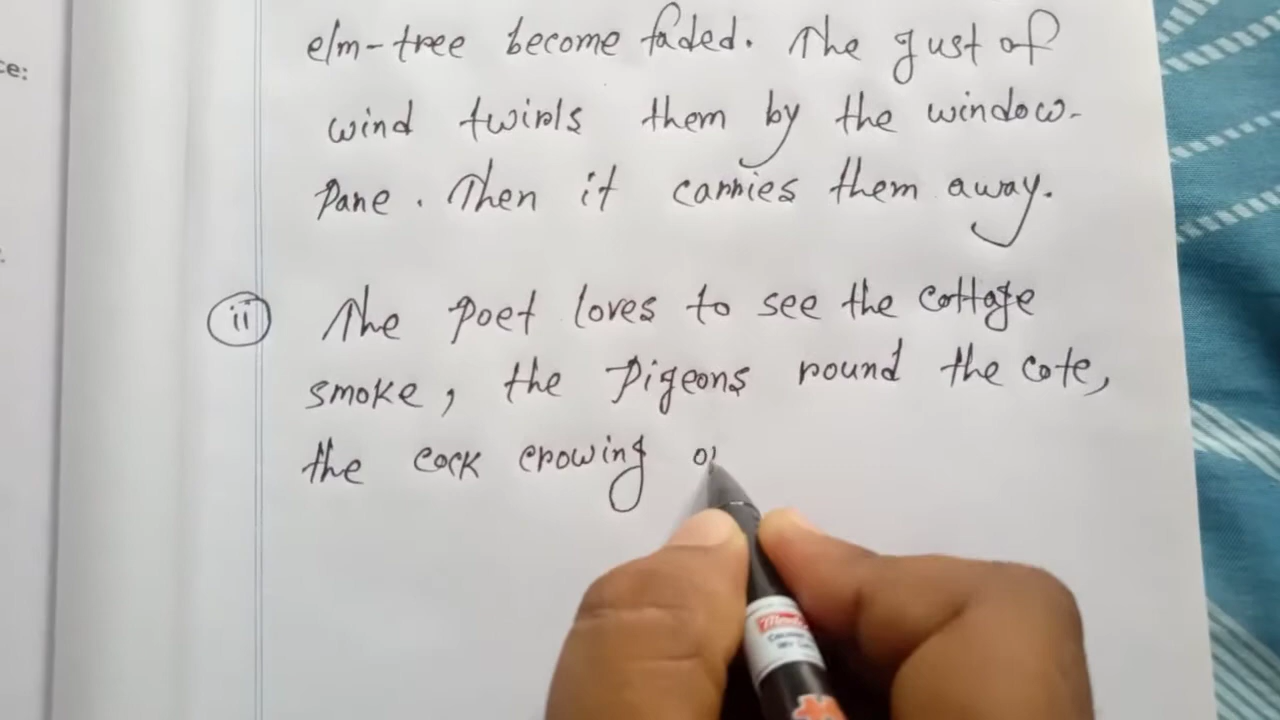 ce:
elm-tree become faded. The gust of
wind twirls them by the window-
pane. Then it carries them away.
ii The poet loves to see the cottage
smoke, the pigeons round the cote,
the cock crowing